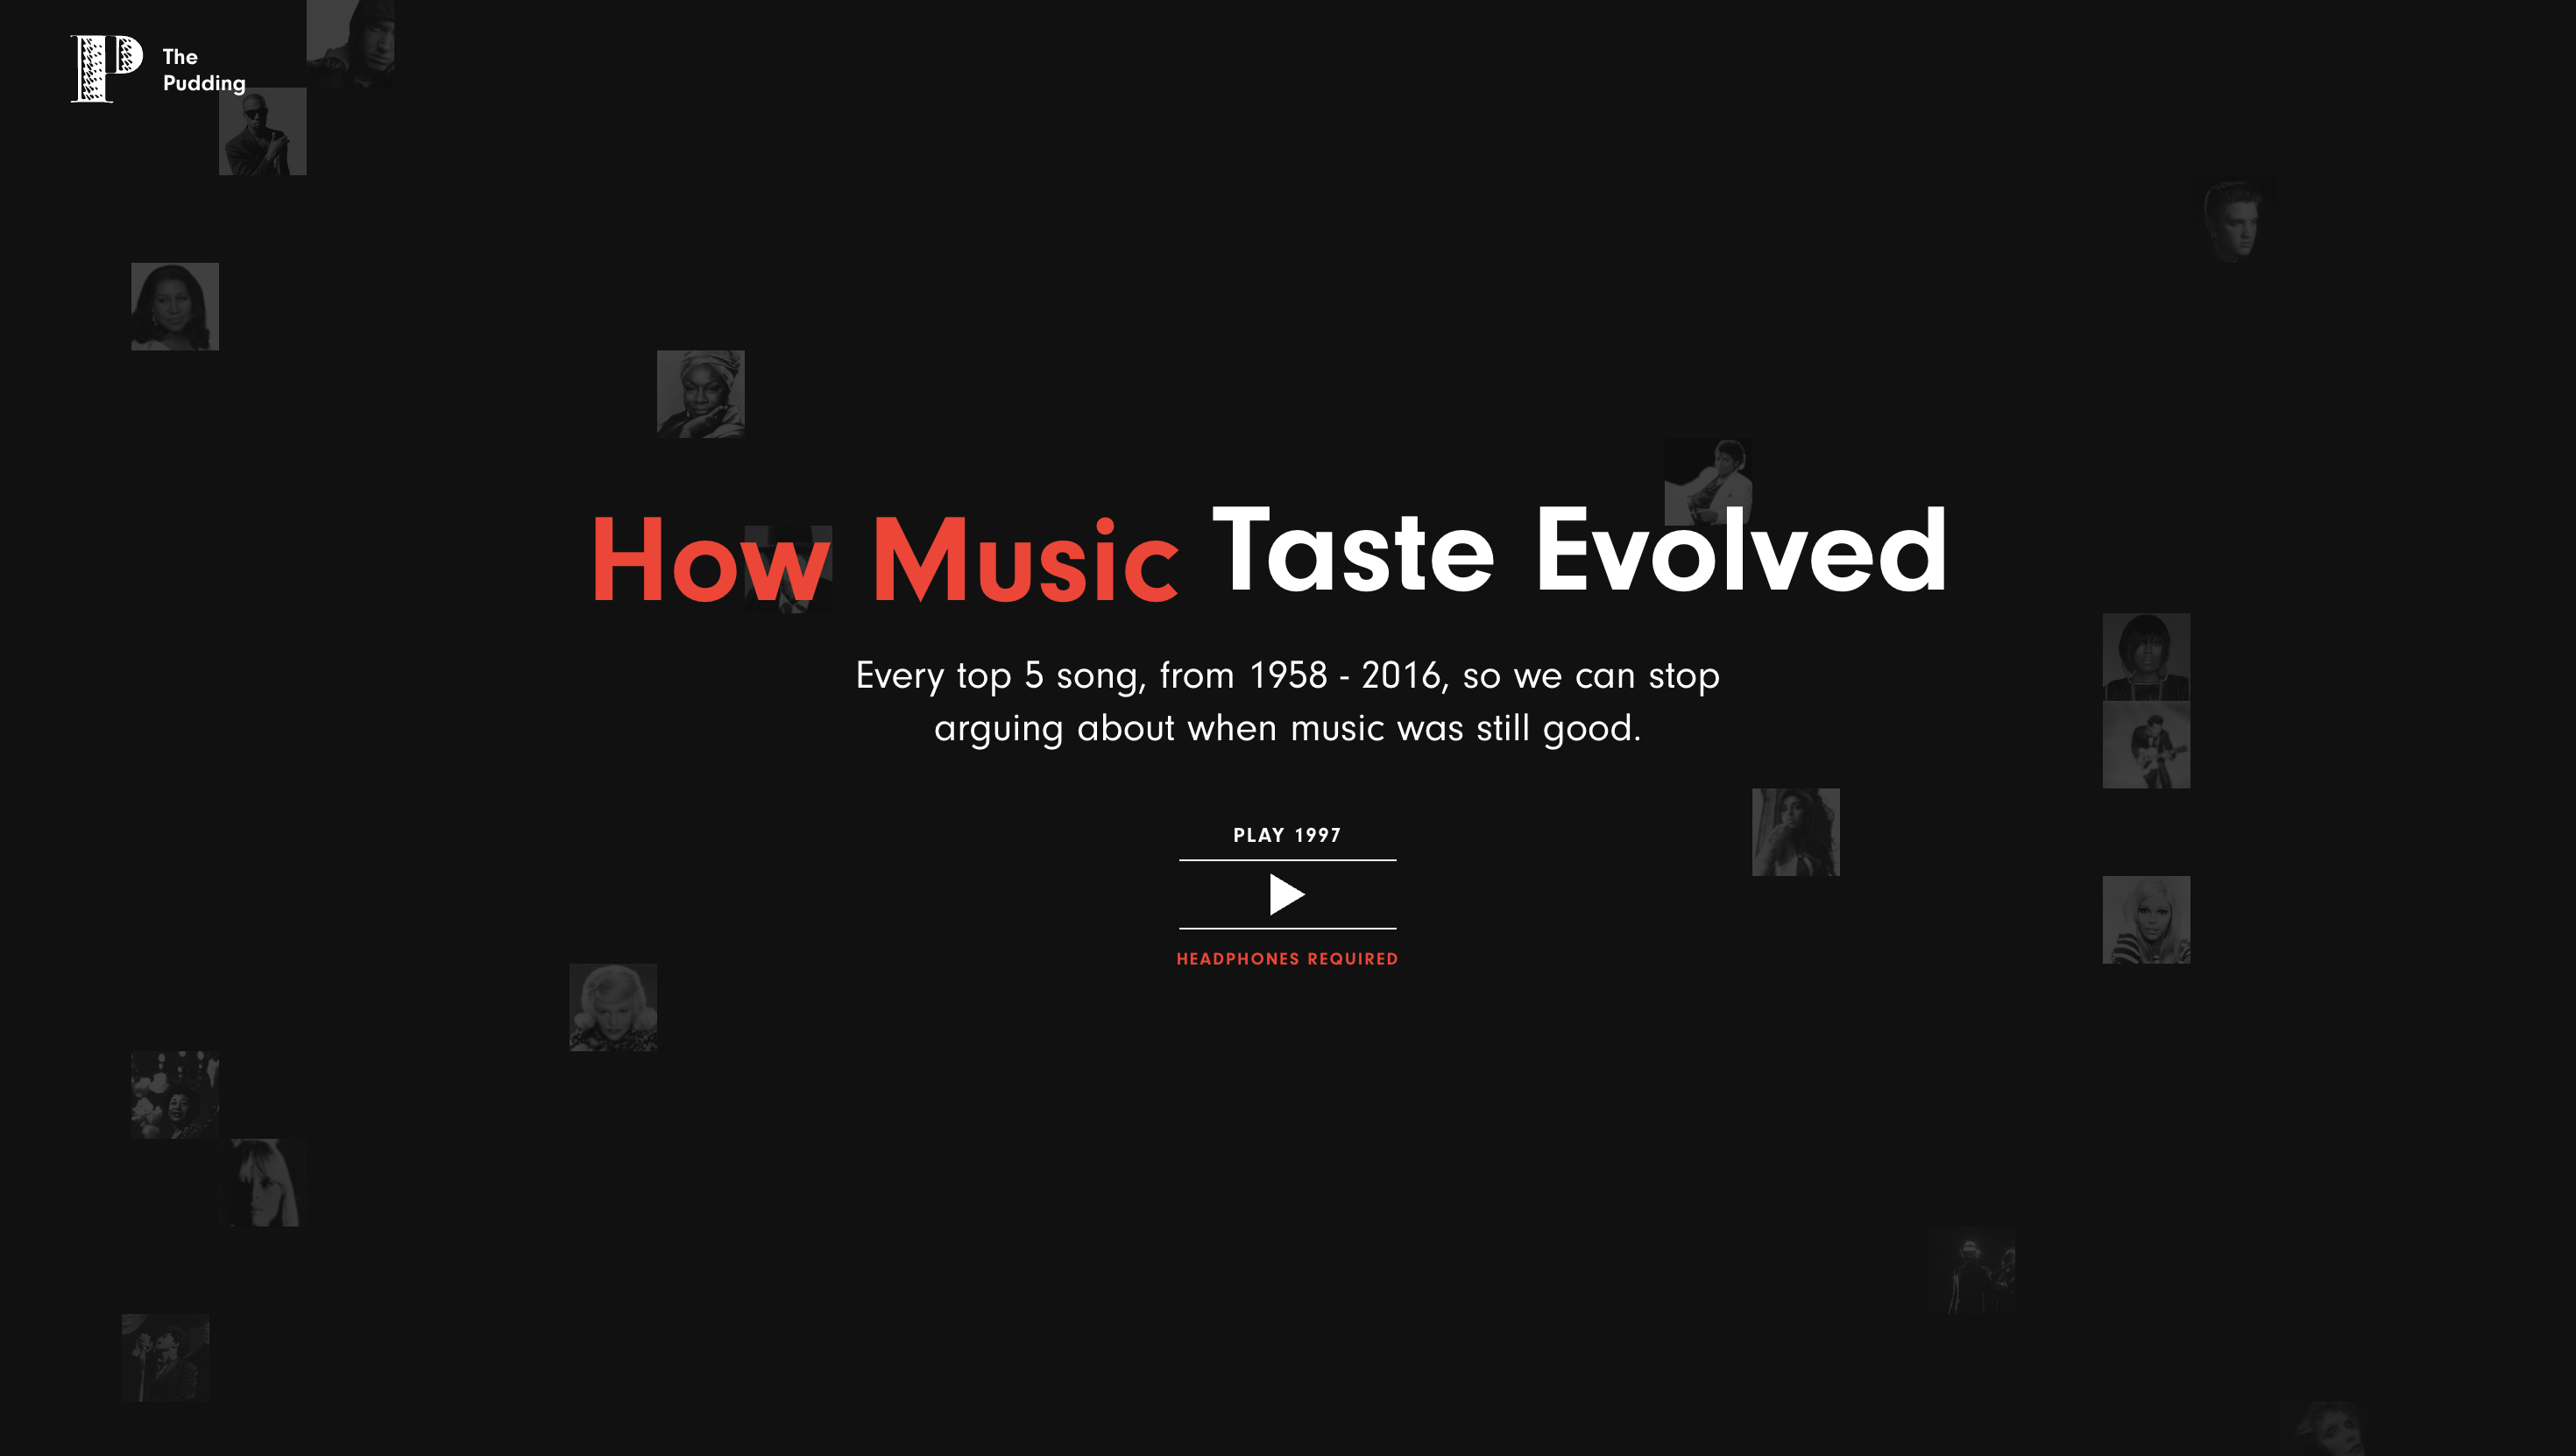 The
Pudding
How Music Taste Evolved
Every top 5 song, from 1958 - 2016, so we can stop
arguing about when music was still good.
PLAY 1997
HEADPHONES REQUIRED